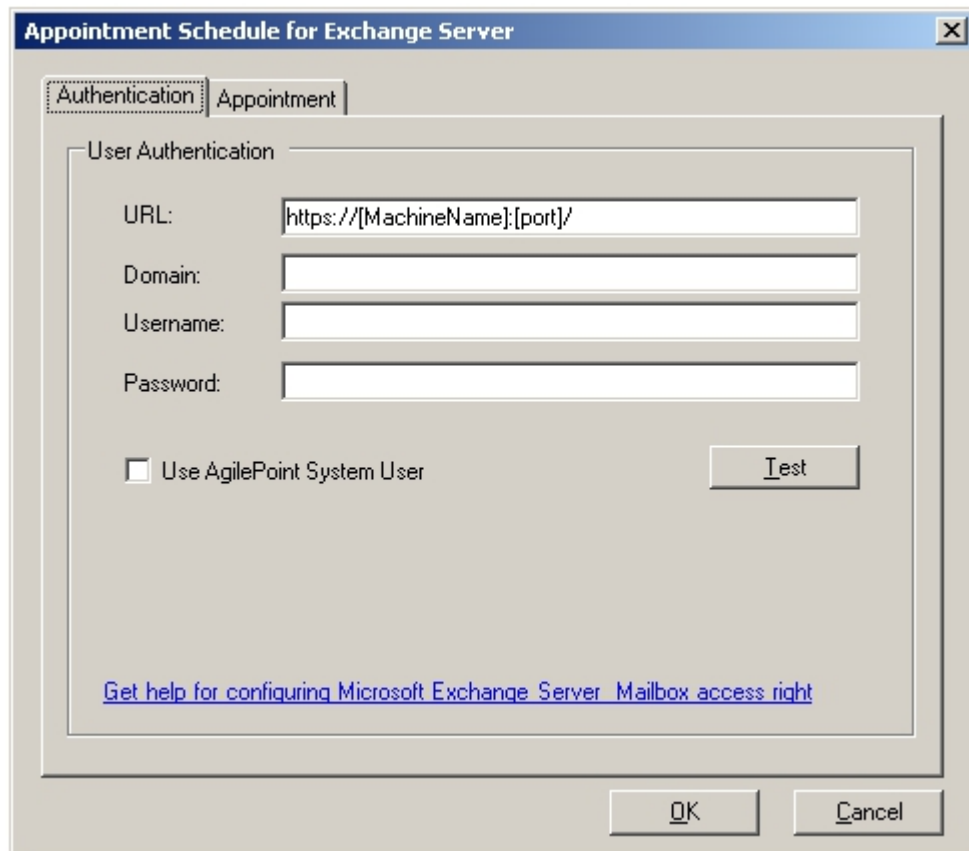 Appointment Schedule for Exchange Server
Authentication Appointment
User Authentication
URL: https://[MachineName]:[port]/
Domain:
Username:
Password:
Use AgilePoint System User Test
Get help for configuring Microsoft Exchange Server Mailbox access right
OK Cancel